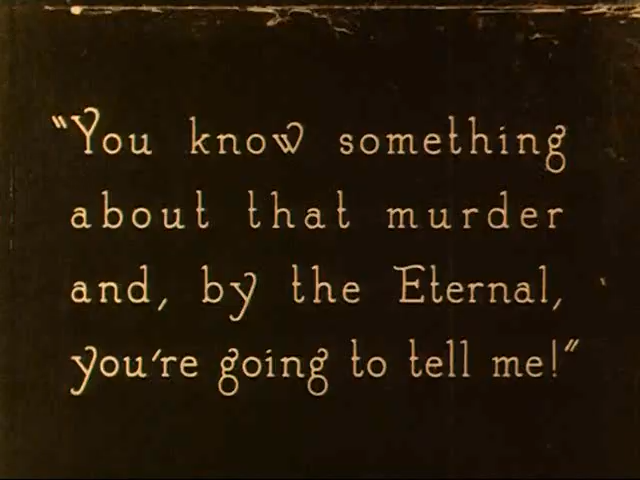 "You know something
about that murder
and, by the Eternal,
you're going to tell me!"